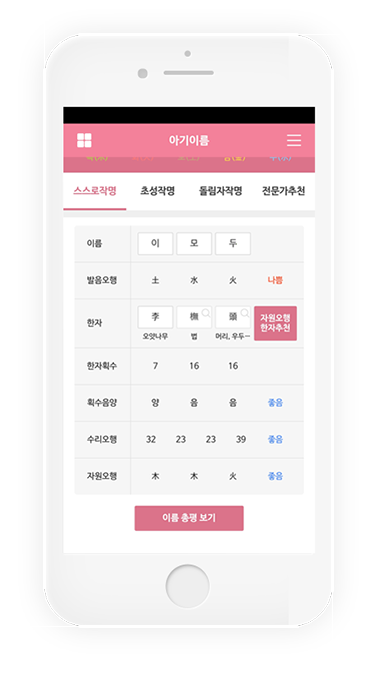 아기이름
스스로작명 초성작명 돌림자작명 전문가추천
이름 이 모 두
발음오행 土 水 火 나쁨
한자 李 橅 頭 자원오행 한자추천
오얏나무 법 머리, 우두…
한자획수 7 16 16
획수음양 양 음 음 좋음
수리오행 32 23 23 39 좋음
자원오행 木 木 火 좋음
이름 총평 보기